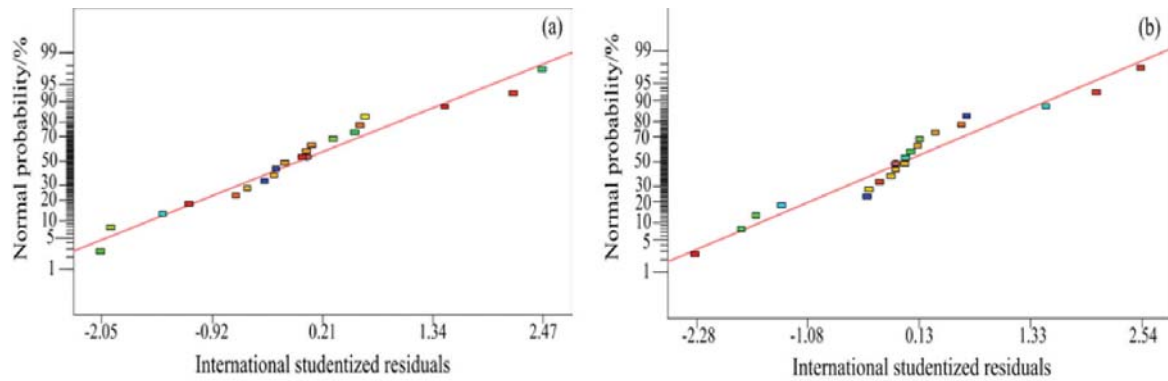 (a)
Normal probability/%
99
95
90
80
70
50
30
20
10
5
1
-2.05 -0.92 0.21 1.34 2.47
International studentized residuals
(b)
Normal probability/%
99
95
90
80
70
50
30
20
10
5
1
-2.28 -1.08 0.13 1.33 2.54
International studentized residuals